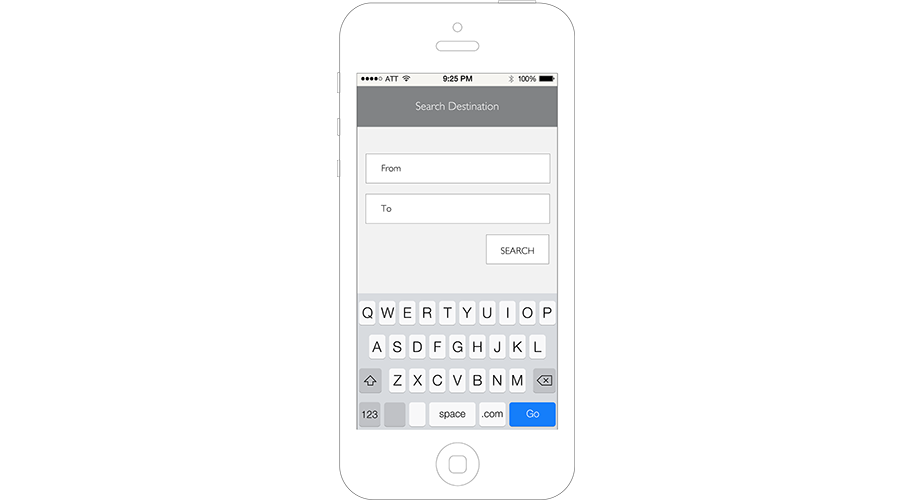 ATT 9:25 PM 100%
Search Destination
From
To
SEARCH
Q W E R T Y U I O P
A S D F G H J K L
Z X C V B N M
123 space .com Go